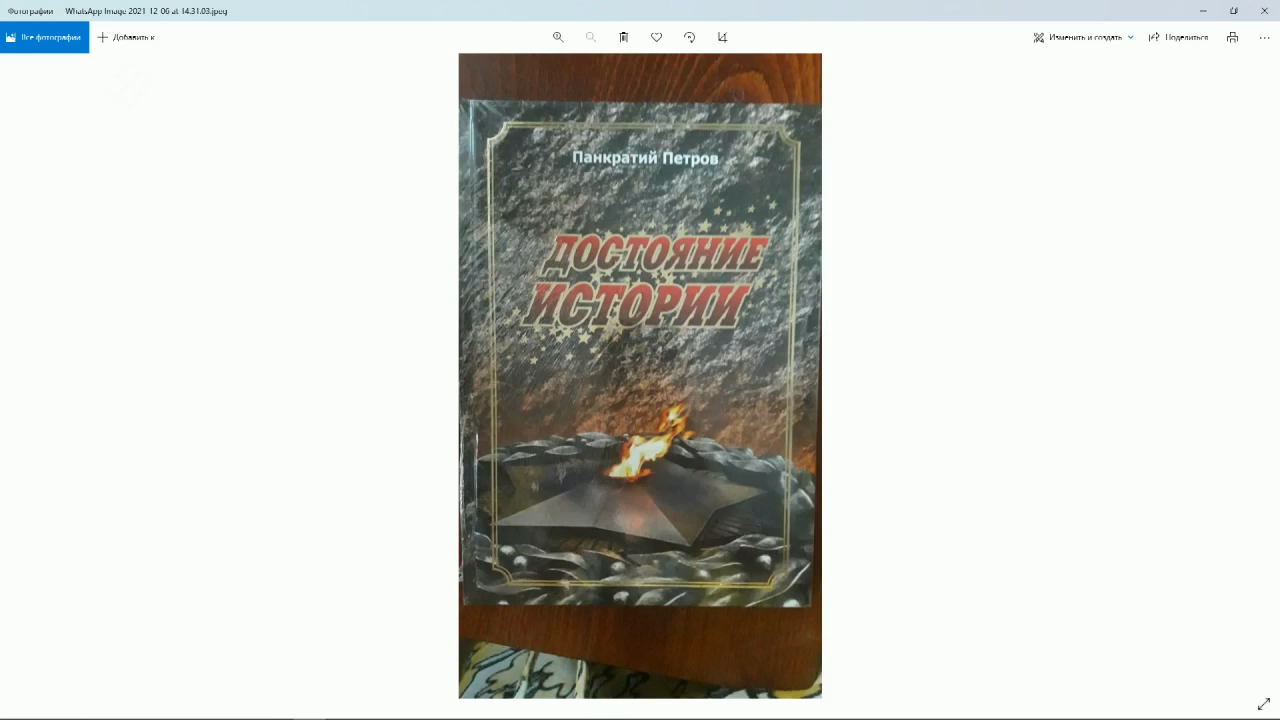 Фотографии - WhatsApp Image 2021-12-06 at 14.31.03.jpeg
Все фотографии
Добавить к
Изменить и создать
Поделиться
Панкратий Петров
ДОСТОЯНИЕ
ИСТОРИИ